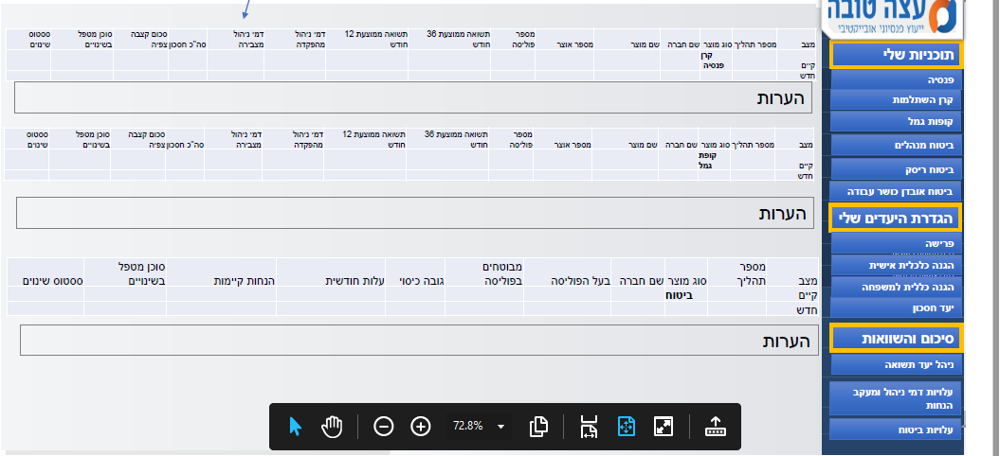 עצה טובה
ייעוץ פנסיוני אובייקטיבי
תוכניות שלי
פנסיה
קרן השתלמות
קופות גמל
ביטוח מנהלים
ביטוח ריסק
ביטוח אובדן כושר עבודה
הגדרת היעדים שלי
פרישה
הגנה כלכלית אישית
הגנה כללית למשפחה
יעד חסכון
סיכום והשוואות
ניהל יעד תשואה
עלויות דמי ניהול ומעקב
הנחות
עלויות ביטוח
מספר תשואה ממוצעת 36 תשואה ממוצעת 12 דמי ניהול דמי ניהול סכום קצבה סוכן מטפל סטטוס
מצב מספר תהליך סוג מוצר שם חברה שם מוצר מספר אוצר פוליסה חודש חודש מהפקדה מצבירה סה"כ חסכון צפיה בשינויים שינוים
קרן
קיים פנסיה
חדש
הערות
מספר תשואה ממוצעת 36 תשואה ממוצעת 12 דמי ניהול דמי ניהול סכום קצבה סוכן מטפל סטטוס
מצב מספר תהליך סוג מוצר שם חברה שם מוצר מספר אוצר פוליסה חודש חודש מהפקדה מצבירה סה"כ חסכון צפיה בשינויים שינוים
קופת
קיים גמל
חדש
הערות
מספר מבוטחים סוכן מטפל
מצב תהליך סוג מוצר שם חברה בעל הפוליסה בפוליסה גובה כיסוי עלות חודשית הנחות קיימות בשינויים סטטוס שינוים
קיים ביטוח
חדש
הערות
72.8%